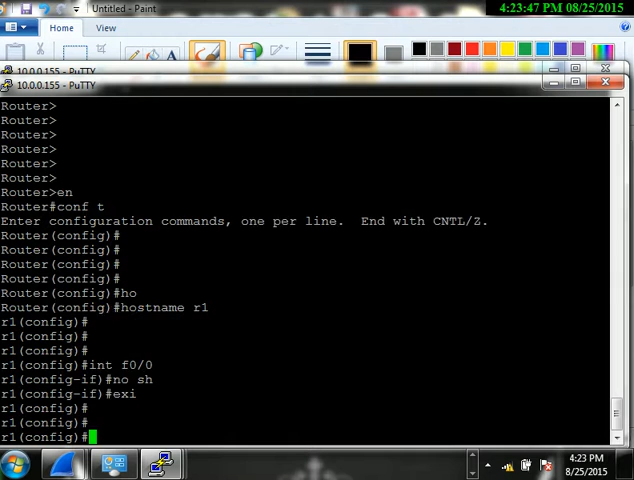 Untitled - Paint
4:23:47 PM 08/25/2015
Home View
10.0.0.155 - PuTTY
10.0.0.155 - PuTTY
Router>
Router>
Router>
Router>
Router>
Router>
Router>en
Router#conf t
Enter configuration commands, one per line.  End with CNTL/Z.
Router(config)#
Router(config)#
Router(config)#
Router(config)#
Router(config)#ho
Router(config)#hostname r1
r1(config)#
r1(config)#
r1(config)#
r1(config)#int f0/0
r1(config-if)#no sh
r1(config-if)#exi
r1(config)#
r1(config)#
r1(config)#
4:23 PM
8/25/2015